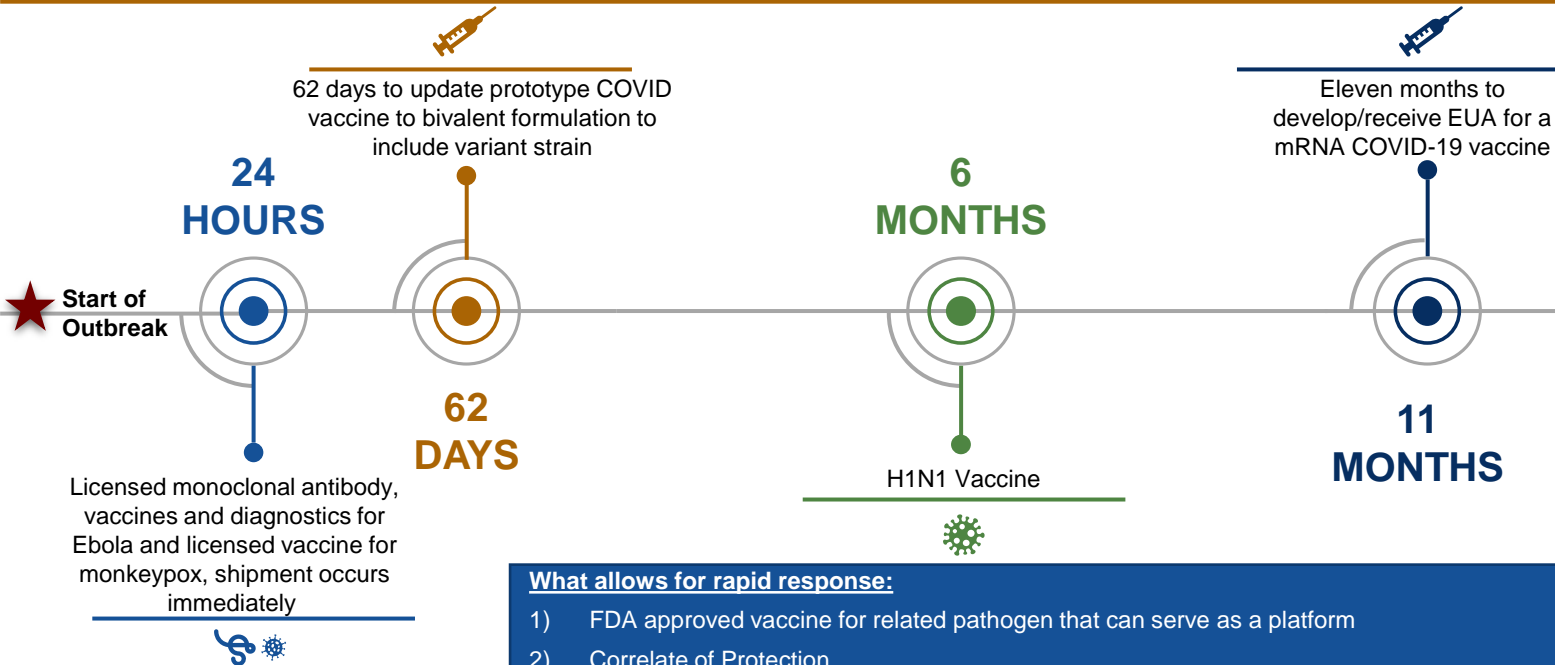 62 days to update prototype COVID
vaccine to bivalent formulation to
include variant strain
Eleven months to
develop/receive EUA for a
mRNA COVID-19 vaccine
24
HOURS
6
MONTHS
Start of
Outbreak
62
DAYS
11
MONTHS
Licensed monoclonal antibody,
vaccines and diagnostics for
Ebola and licensed vaccine for
monkeypox, shipment occurs
immediately
H1N1 Vaccine
What allows for rapid response:
1) FDA approved vaccine for related pathogen that can serve as a platform
2) Correlate of Protection